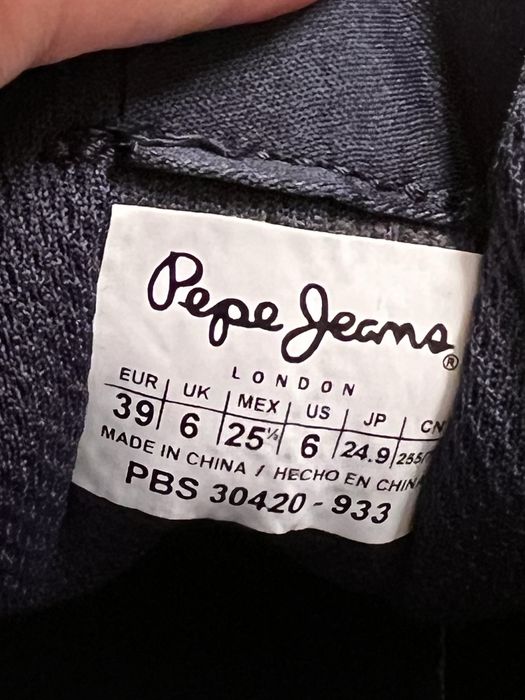 Pepe Jeans®
LONDON
EUR UK MEX US JP CN
39 6 25½ 6 24.9
MADE IN CHINA / HECHO EN CHINA
PBS 30420 - 933